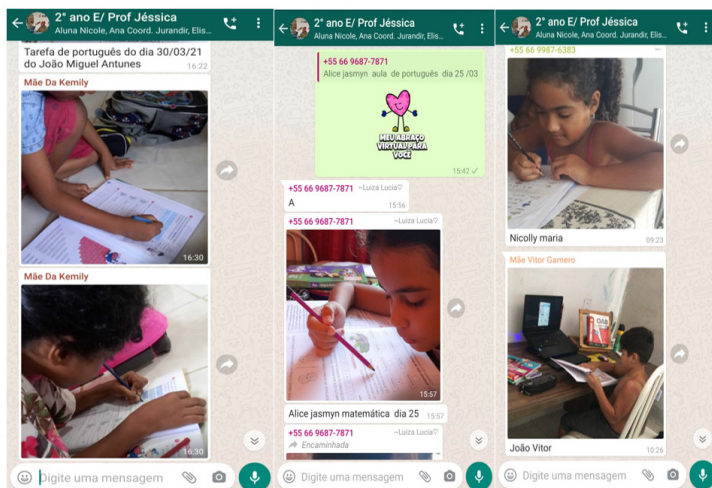 2° ano E/ Prof Jéssica
Aluna Nicole, Ana Coord. Jurandir, Elis...
Tarefa de português do dia 30/03/21
do João Miguel Antunes
16:22
Mãe Da Kemily
16:30
Mãe Da Kemily
16:30
Digite uma mensagem
2° ano E/ Prof Jéssica
Aluna Nicole, Ana Coord. Jurandir, Elis...
+55 66 9687-7871
Alice jasmyn aula de português dia 25 /03
MEU ABRAÇO
VIRTUAL PARA
VOCÊ
15:42
+55 66 9687-7871 ~Luiza Lucia♡
A
15:56
+55 66 9687-7871 ~Luiza Lucia♡
15:57
Alice jasmyn matemática dia 25
15:57
+55 66 9687-7871 ~Luiza Lucia♡
Encaminhada
Digite uma mensagem
2° ano E/ Prof Jéssica
Aluna Nicole, Ana Coord. Jurandir, Elis...
+55 66 9987-6383
Nicolly maria
09:23
Mãe Vitor Gamero
João Vitor
10:26
Digite uma mensagem